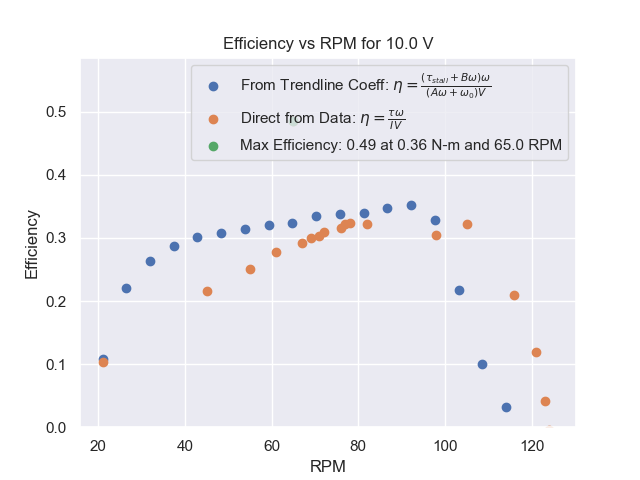 Efficiency vs RPM for 10.0 V
From Trendline Coeff: η = (τ_stall + Bω)ω / (Aω + ω₀)V
Direct from Data: η = τω / IV
Max Efficiency: 0.49 at 0.36 N-m and 65.0 RPM
Efficiency
0.5
0.4
0.3
0.2
0.1
0.0
20 40 60 80 100 120
RPM